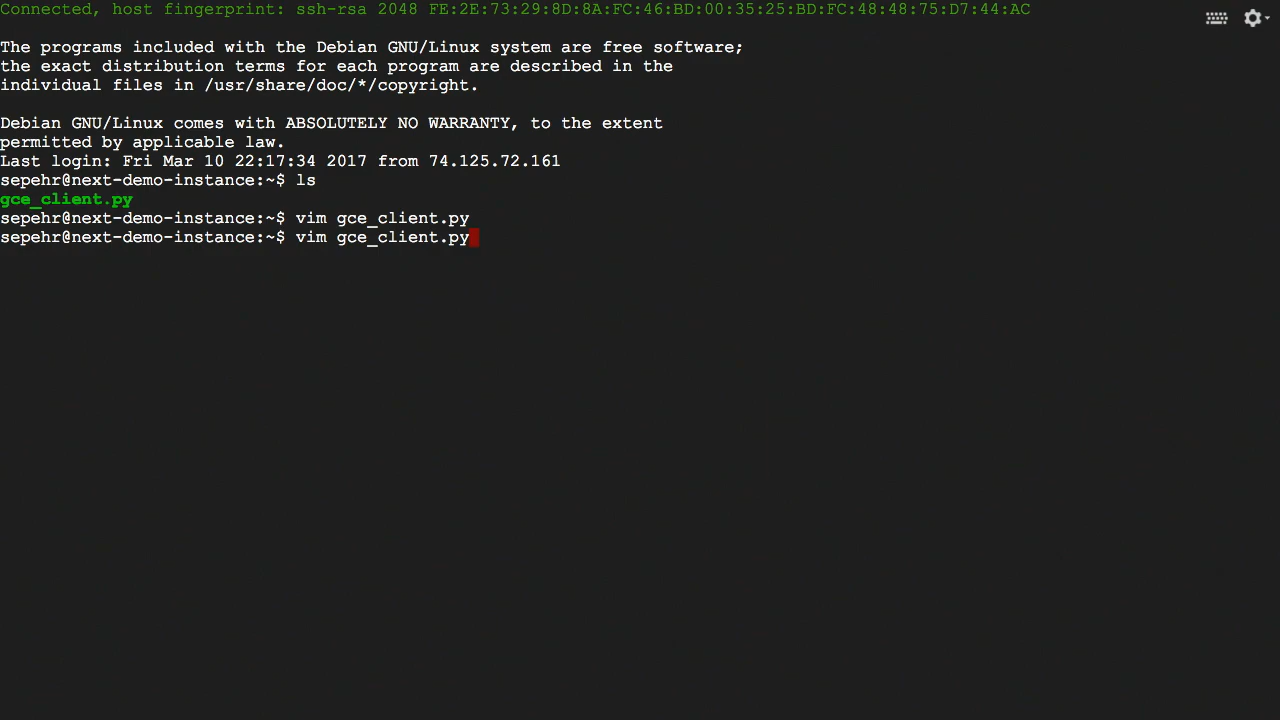 Connected, host fingerprint: ssh-rsa 2048 FE:2E:73:29:8D:8A:FC:46:BD:00:35:25:BD:FC:48:48:75:D7:44:AC
The programs included with the Debian GNU/Linux system are free software;
the exact distribution terms for each program are described in the
individual files in /usr/share/doc/*/copyright.
Debian GNU/Linux comes with ABSOLUTELY NO WARRANTY, to the extent
permitted by applicable law.
Last login: Fri Mar 10 22:17:34 2017 from 74.125.72.161
sepehr@next-demo-instance:~$ ls
gce_client.py
sepehr@next-demo-instance:~$ vim gce_client.py
sepehr@next-demo-instance:~$ vim gce_client.py